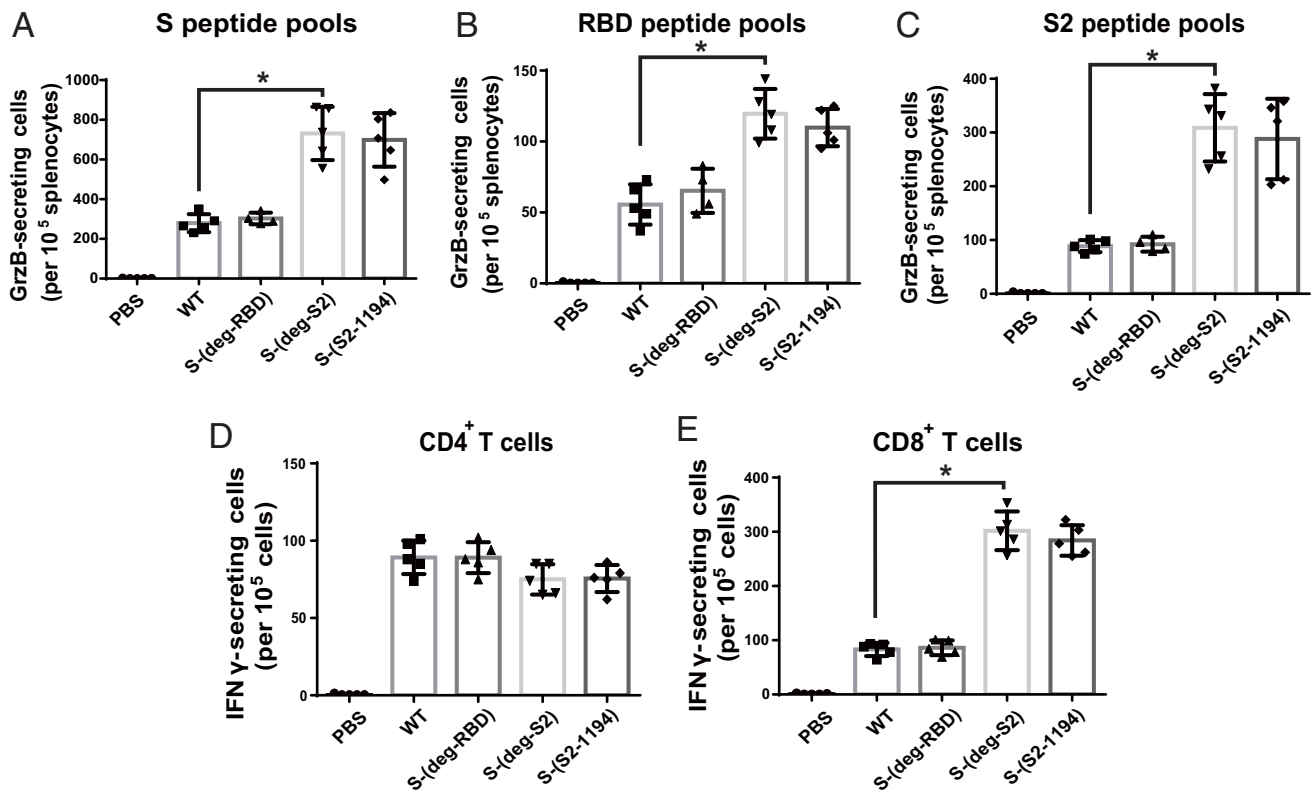 A
S peptide pools
GrzB-secreting cells
(per 10 5 splenocytes)
1000
800
600
400
200
0
*
PBS
WT
S-(deg-RBD)
S-(deg-S2)
S-(S2-1194)
B
RBD peptide pools
GrzB-secreting cells
(per 10 5 splenocytes)
150
100
50
0
*
PBS
WT
S-(deg-RBD)
S-(deg-S2)
S-(S2-1194)
C
S2 peptide pools
GrzB-secreting cells
(per 10 5 splenocytes)
400
300
200
100
0
*
PBS
WT
S-(deg-RBD)
S-(deg-S2)
S-(S2-1194)
D
CD4+ T cells
IFN γ-secreting cells
(per 105 cells)
150
100
50
0
PBS
WT
S-(deg-RBD)
S-(deg-S2)
S-(S2-1194)
E
CD8+ T cells
IFN γ-secreting cells
(per 105 cells)
400
300
200
100
0
*
PBS
WT
S-(deg-RBD)
S-(deg-S2)
S-(S2-1194)